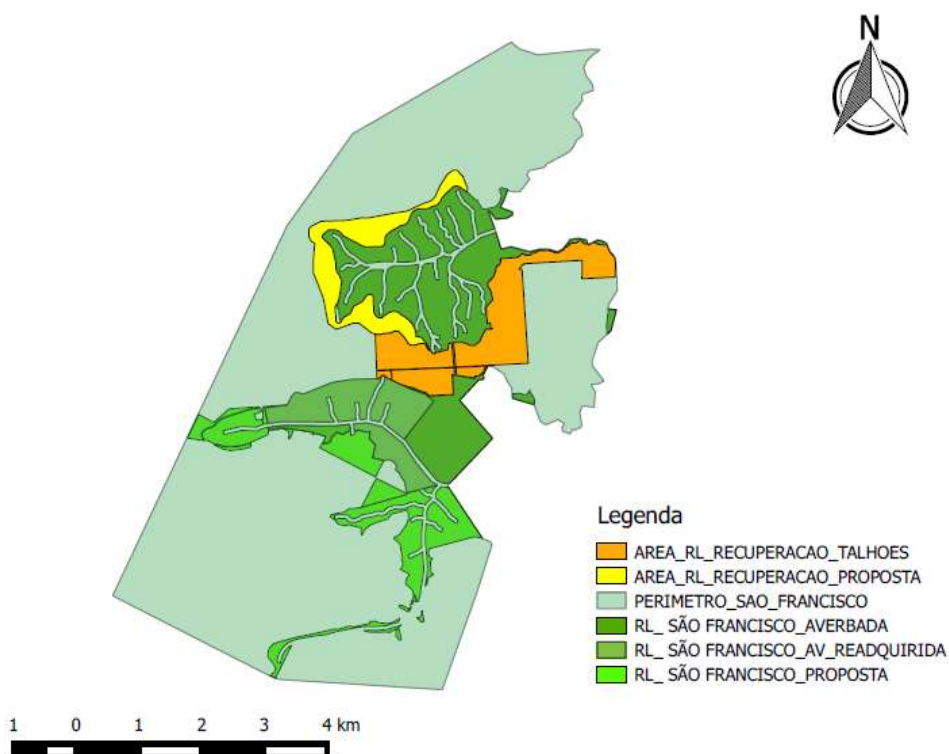 N
Legenda
AREA_RL_RECUPERACAO_TALHOES
AREA_RL_RECUPERACAO_PROPOSTA
PERIMETRO_SAO_FRANCISCO
RL_ SÃO FRANCISCO_AVERBADA
RL_ SÃO FRANCISCO_AV_READQUIRIDA
RL_ SÃO FRANCISCO_PROPOSTA
1 0 1 2 3 4 km